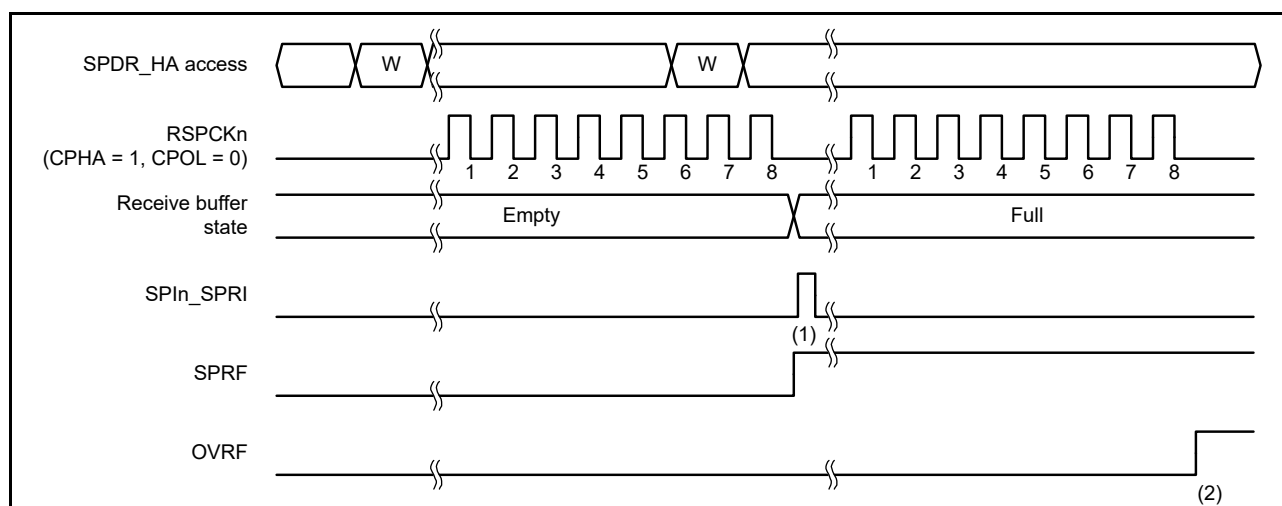 SPDR_HA access
W
W
RSPCKn
(CPHA = 1, CPOL = 0)
1 2 3 4 5 6 7 8
1 2 3 4 5 6 7 8
Receive buffer
state
Empty
Full
SPIn_SPRI
(1)
SPRF
OVRF
(2)